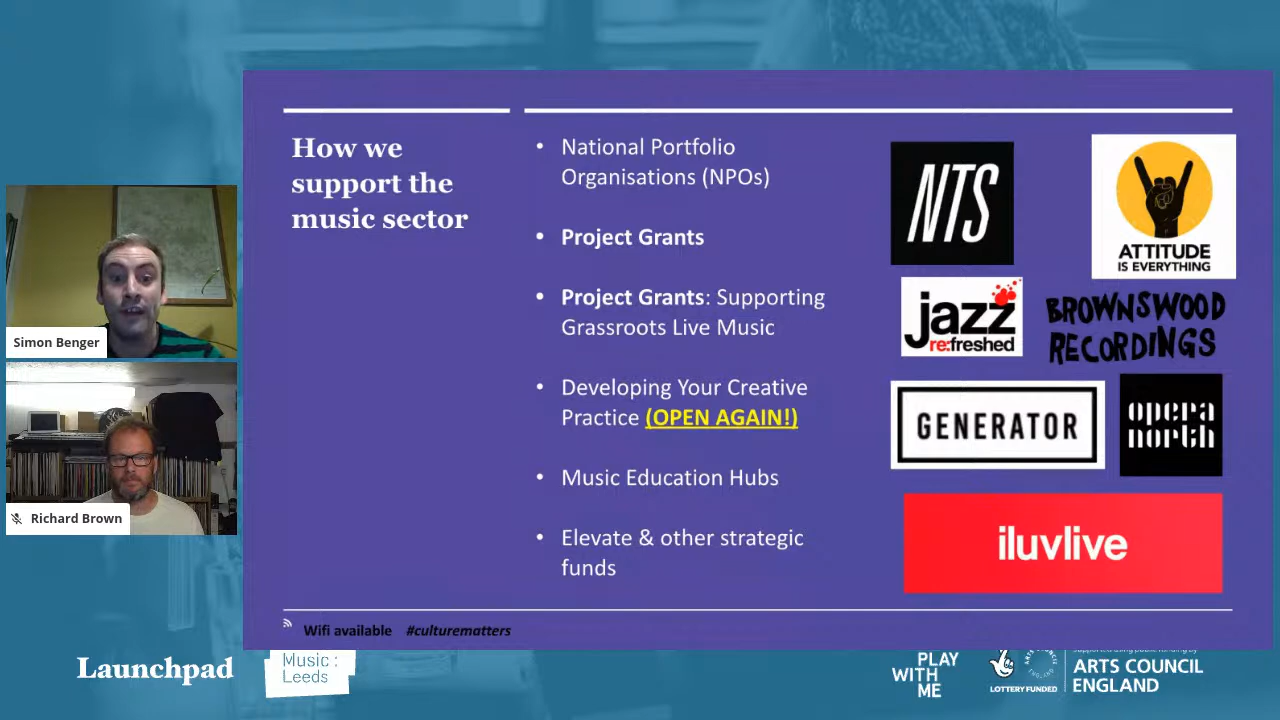 How we
support the
music sector
• National Portfolio
Organisations (NPOs)
• Project Grants
• Project Grants: Supporting
Grassroots Live Music
• Developing Your Creative
Practice (OPEN AGAIN!)
• Music Education Hubs
• Elevate & other strategic
funds
NTS
ATTITUDE
IS EVERYTHING
jazz
re:freshed
BROWNSWOOD
RECORDINGS
GENERATOR
opera
north
iluvlive
Simon Benger
Richard Brown
Wifi available #culturematters
Launchpad
Music:
Leeds
PLAY
WITH
ME
LOTTERY FUNDED
ARTS COUNCIL
ENGLAND